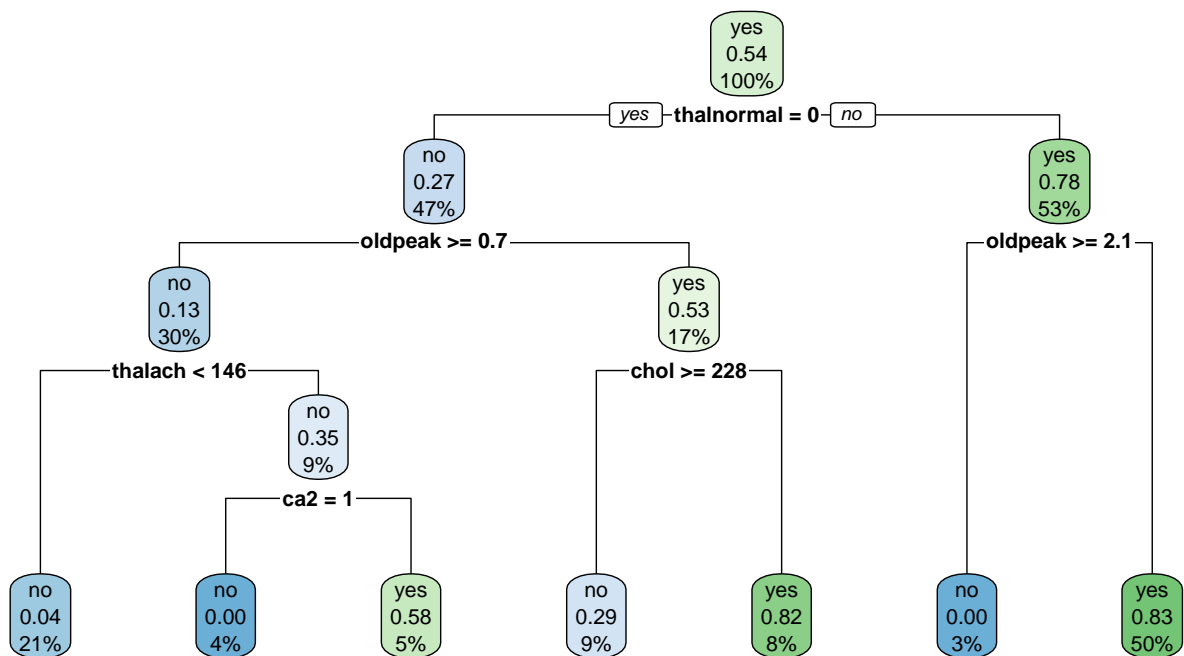 yes
0.54
100%
yes thalnormal = 0 no
no
0.27
47%
yes
0.78
53%
oldpeak >= 0.7
oldpeak >= 2.1
no
0.13
30%
yes
0.53
17%
thalach < 146
chol >= 228
no
0.35
9%
ca2 = 1
no
0.04
21%
no
0.00
4%
yes
0.58
5%
no
0.29
9%
yes
0.82
8%
no
0.00
3%
yes
0.83
50%